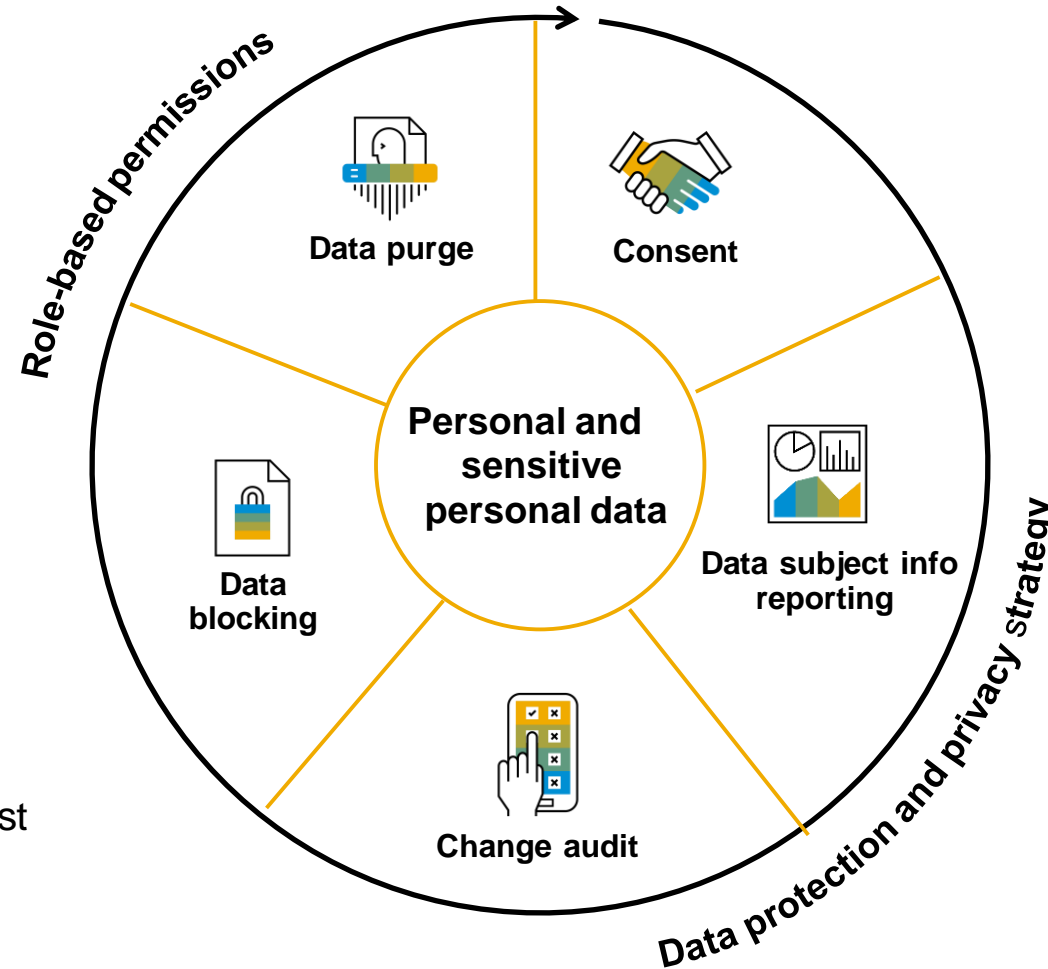 Role-based permissions
Data purge
Consent
Personal and
sensitive
personal data
Data
blocking
Data subject info
reporting
Change audit
Data protection and privacy strategy
st